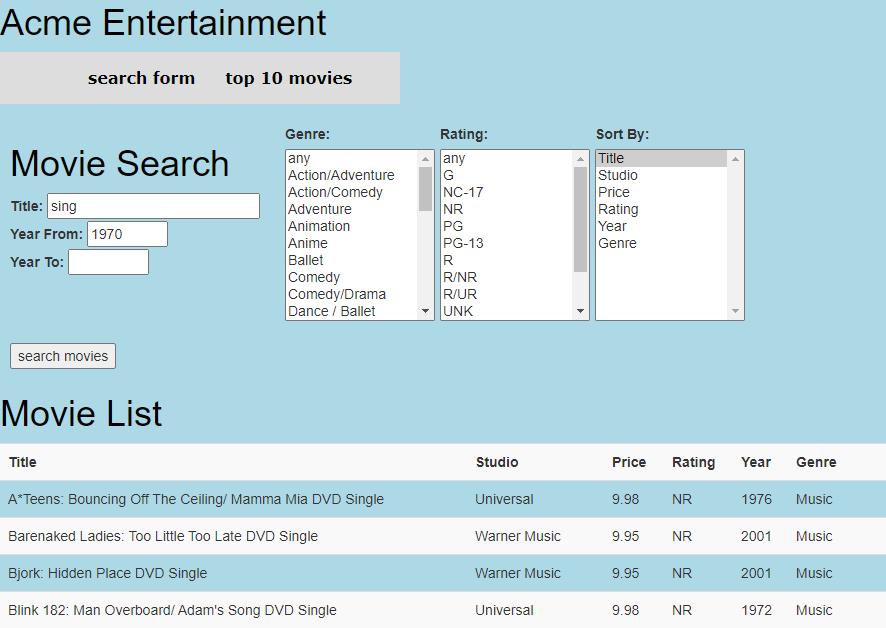 Acme Entertainment
search form top 10 movies
Movie Search
Title: sing
Year From: 1970
Year To:
Genre:
any
Action/Adventure
Action/Comedy
Adventure
Animation
Anime
Ballet
Comedy
Comedy/Drama
Dance / Ballet
Rating:
any
G
NC-17
NR
PG
PG-13
R
R/NR
R/UR
UNK
Sort By:
Title
Studio
Price
Rating
Year
Genre
search movies
Movie List
Title Studio Price Rating Year Genre
A*Teens: Bouncing Off The Ceiling/ Mamma Mia DVD Single Universal 9.98 NR 1976 Music
Barenaked Ladies: Too Little Too Late DVD Single Warner Music 9.95 NR 2001 Music
Bjork: Hidden Place DVD Single Warner Music 9.95 NR 2001 Music
Blink 182: Man Overboard/ Adam's Song DVD Single Universal 9.98 NR 1972 Music